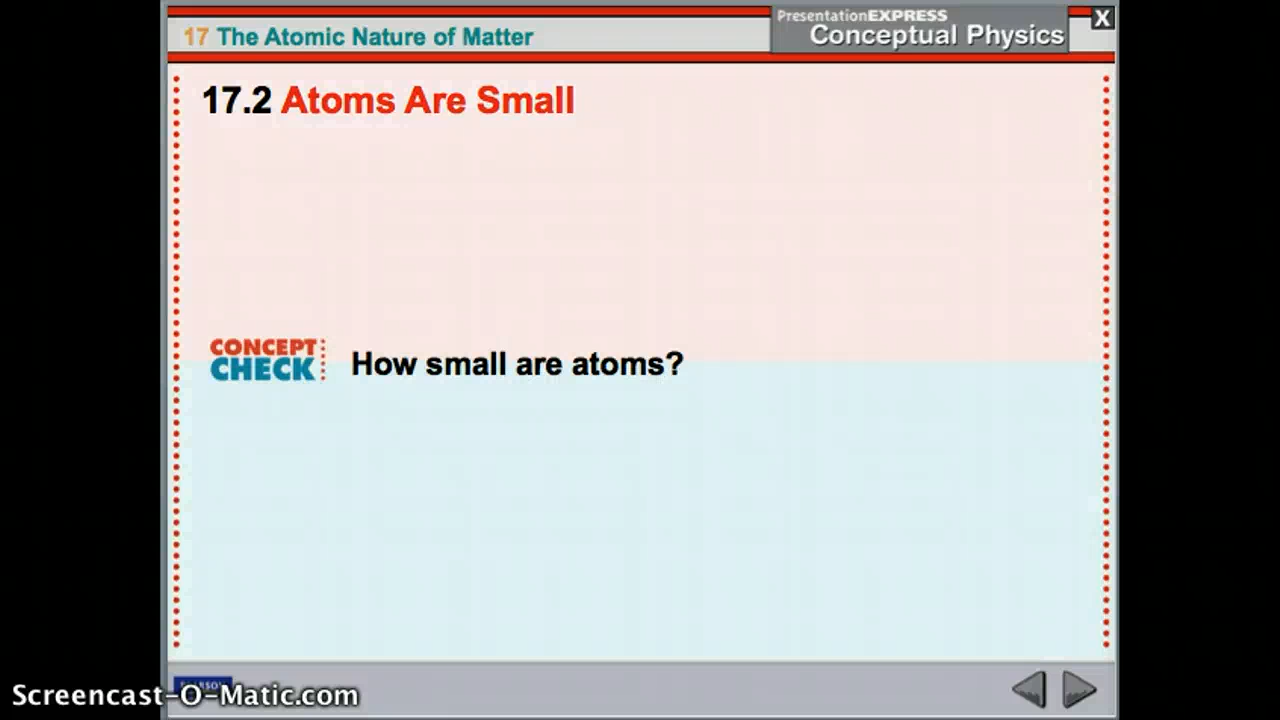 17 The Atomic Nature of Matter
PresentationEXPRESS
Conceptual Physics
X
17.2 Atoms Are Small
CONCEPT
CHECK
How small are atoms?
PEARSON
Screencast-O-Matic.com